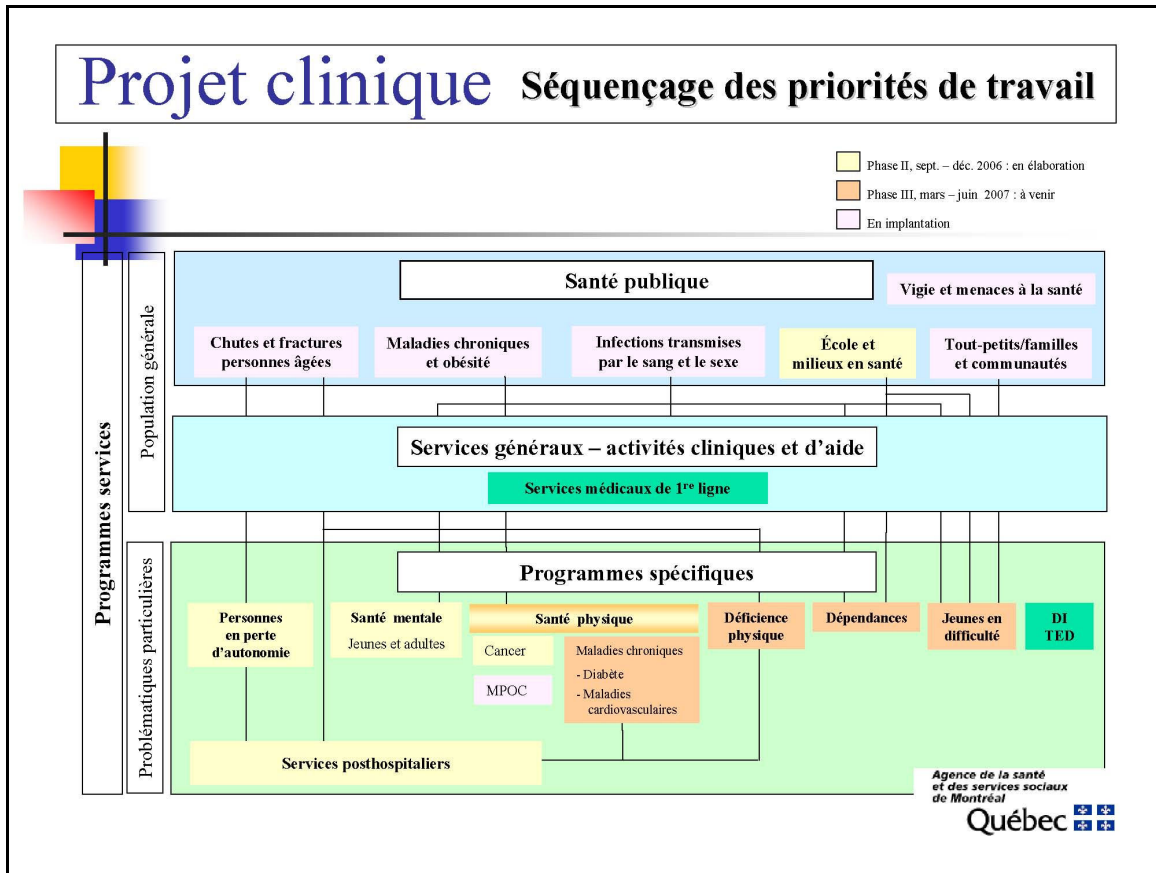 Projet clinique Séquençage des priorités de travail
Phase II, sept. – déc. 2006 : en élaboration
Phase III, mars – juin 2007 : à venir
En implantation
Programmes services
Population générale
Santé publique
Vigie et menaces à la santé
Chutes et fractures
personnes âgées
Maladies chroniques
et obésité
Infections transmises
par le sang et le sexe
École et
milieux en santé
Tout-petits/familles
et communautés
Services généraux – activités cliniques et d’aide
Services médicaux de 1re ligne
Problématiques particulières
Programmes spécifiques
Personnes
en perte
d’autonomie
Santé mentale
Jeunes et adultes
Santé physique
Cancer
MPOC
Maladies chroniques
- Diabète
- Maladies
cardiovasculaires
Déficience
physique
Dépendances
Jeunes en
difficulté
DI
TED
Services posthospitaliers
Agence de la santé
et des services sociaux
de Montréal
Québec